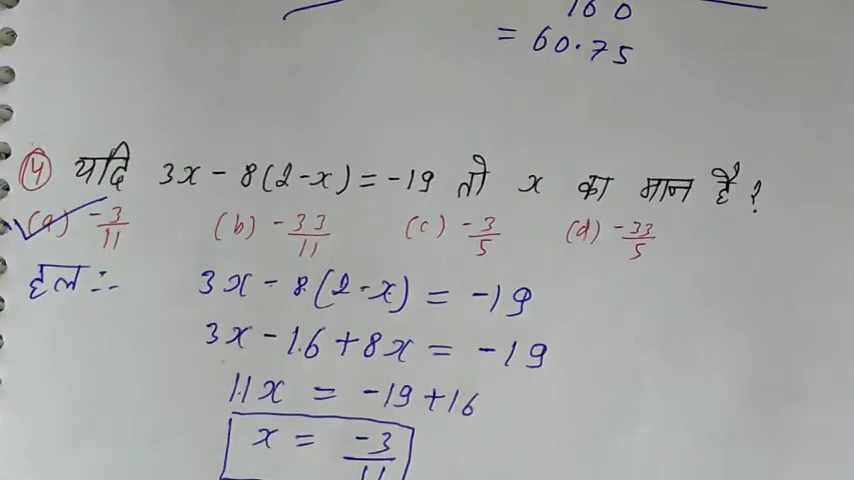 160
= 60.75
(4) यदि 3x - 8(2-x) = -19 तो x का मान है?
(a) -3/11 (b) -33/11 (c) -3/5 (d) -33/5
हल:- 3x - 8(2-x) = -19
3x - 16 + 8x = -19
11x = -19 + 16
x = -3/11